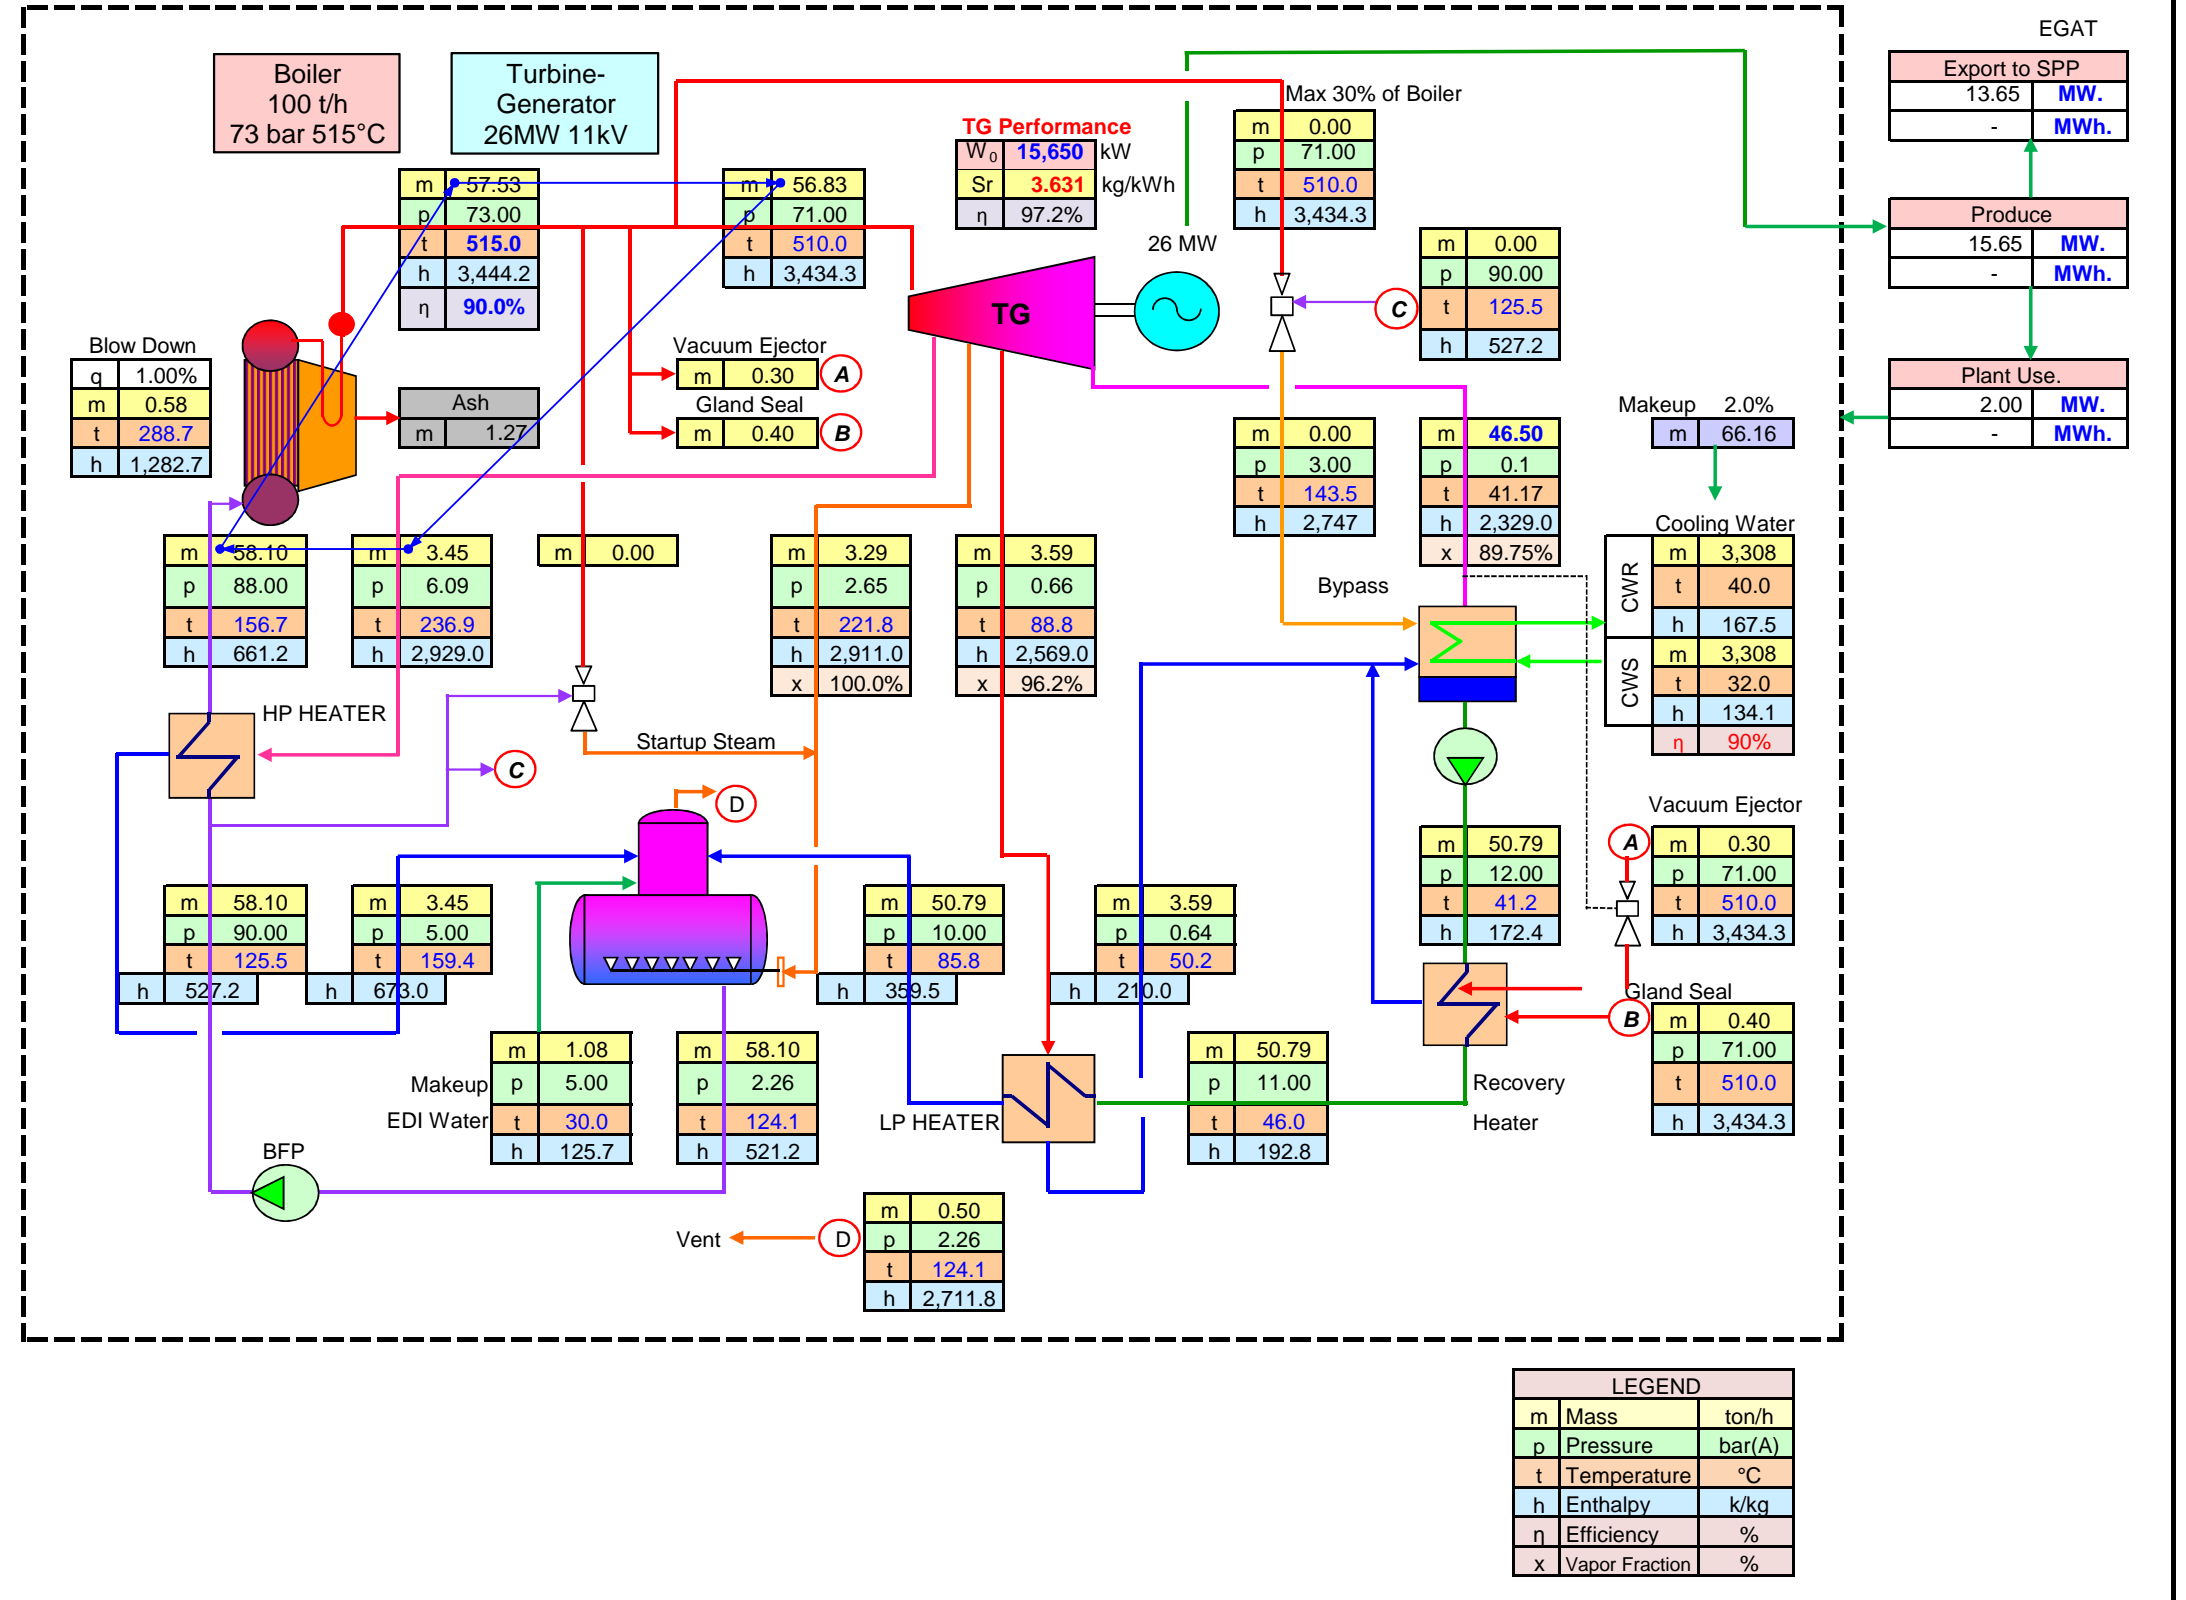 EGAT
Boiler
100 t/h
73 bar 515°C
Turbine-
Generator
26MW 11kV
TG Performance
W0 15,650 kW
Sr 3.631 kg/kWh
η 97.2%
Max 30% of Boiler
m 0.00
p 71.00
t 510.0
h 3,434.3
Export to SPP
13.65 MW.
- MWh.
Produce
15.65 MW.
- MWh.
Plant Use.
2.00 MW.
- MWh.
m 57.53
p 73.00
t 515.0
h 3,444.2
η 90.0%
m 56.83
p 71.00
t 510.0
h 3,434.3
26 MW
TG
m 0.00
p 90.00
t 125.5
h 527.2
C
Blow Down
q 1.00%
m 0.58
t 288.7
h 1,282.7
Ash
m 1.27
Vacuum Ejector
m 0.30 A
Gland Seal
m 0.40 B
m 0.00
p 3.00
t 143.5
h 2,747
m 46.50
p 0.1
t 41.17
h 2,329.0
x 89.75%
Makeup 2.0%
m 66.16
Cooling Water
CWR
m 3,308
t 40.0
h 167.5
CWS
m 3,308
t 32.0
h 134.1
η 90%
m 58.10
p 88.00
t 156.7
h 661.2
m 3.45
p 6.09
t 236.9
h 2,929.0
m 0.00
m 3.29
p 2.65
t 221.8
h 2,911.0
x 100.0%
m 3.59
p 0.66
t 88.8
h 2,569.0
x 96.2%
Bypass
HP HEATER
Startup Steam
C
D
Vacuum Ejector
A
m 0.30
p 71.00
t 510.0
h 3,434.3
m 50.79
p 12.00
t 41.2
h 172.4
m 58.10
p 90.00
t 125.5
h 527.2
m 3.45
p 5.00
t 159.4
h 673.0
m 50.79
p 10.00
t 85.8
h 359.5
m 3.59
p 0.64
t 50.2
h 210.0
Gland Seal
B
m 0.40
p 71.00
t 510.0
h 3,434.3
Makeup
EDI Water
m 1.08
p 5.00
t 30.0
h 125.7
m 58.10
p 2.26
t 124.1
h 521.2
LP HEATER
m 50.79
p 11.00
t 46.0
h 192.8
Recovery
Heater
BFP
Vent
D
m 0.50
p 2.26
t 124.1
h 2,711.8
LEGEND
m Mass ton/h
p Pressure bar(A)
t Temperature °C
h Enthalpy k/kg
η Efficiency %
x Vapor Fraction %